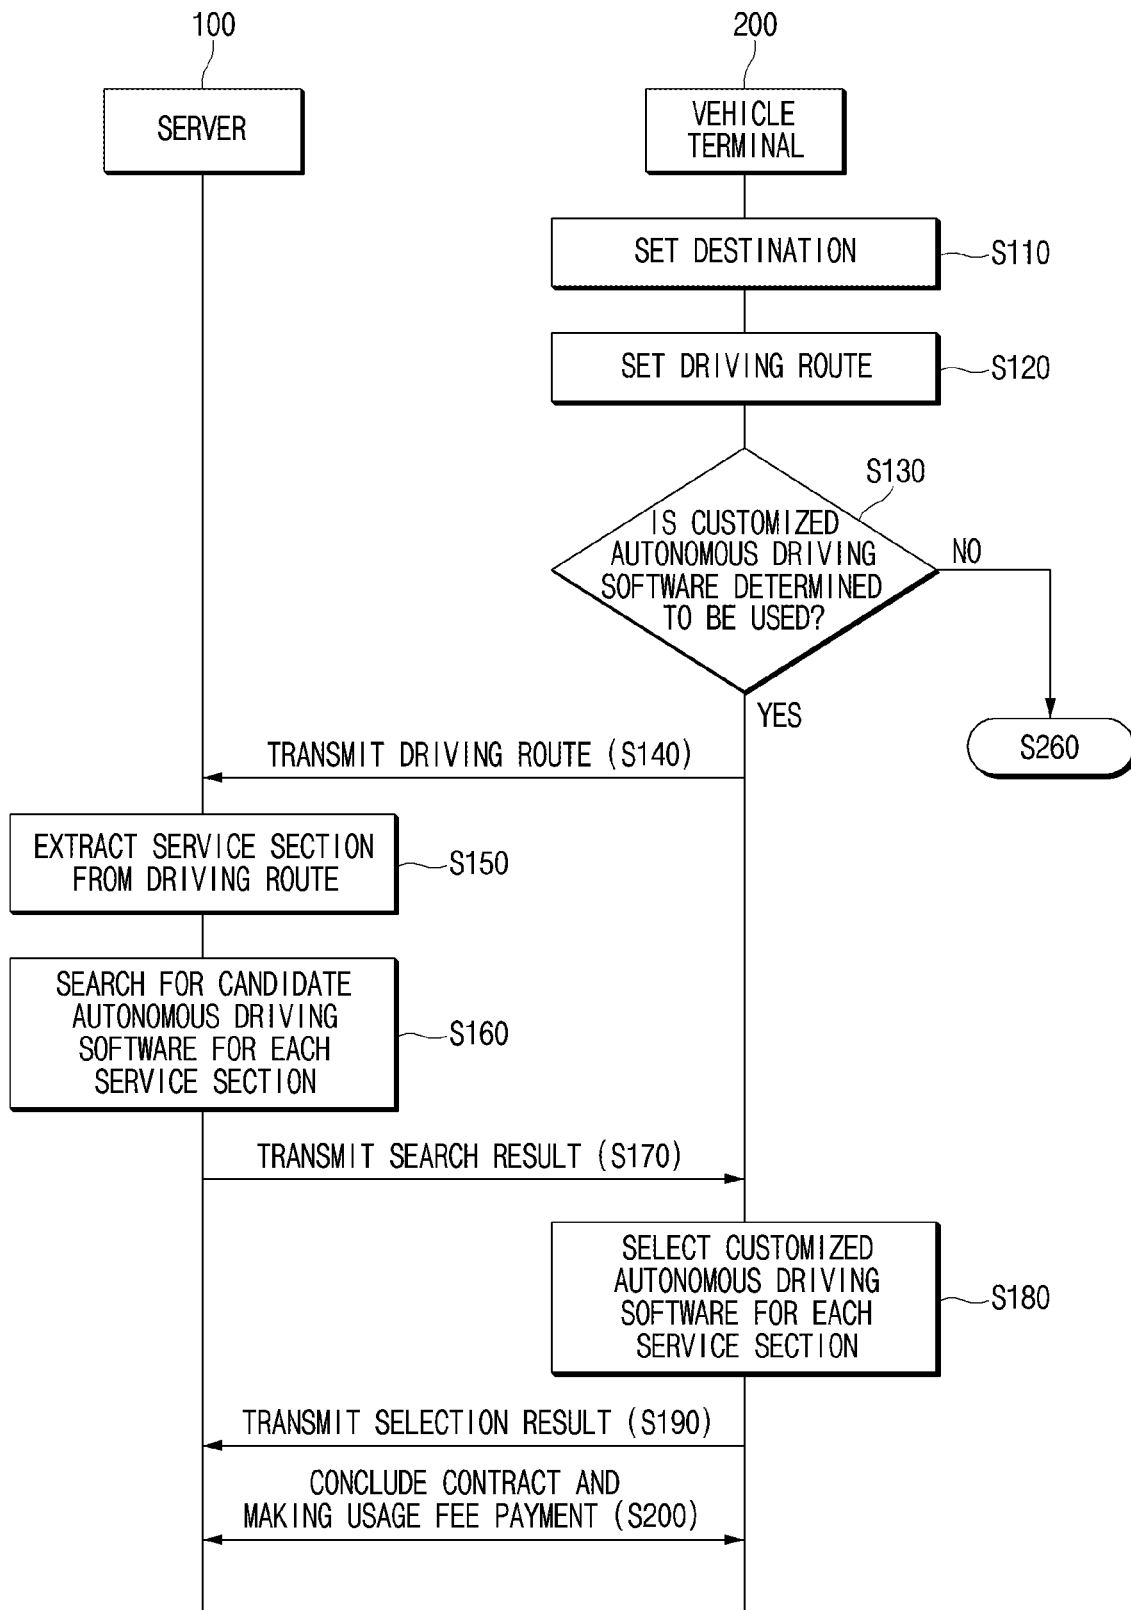 100
200
SERVER
VEHICLE
TERMINAL
SET DESTINATION
S110
SET DRIVING ROUTE
S120
S130
IS CUSTOMIZED
AUTONOMOUS DRIVING
SOFTWARE DETERMINED
TO BE USED?
NO
YES
S260
TRANSMIT DRIVING ROUTE (S140)
EXTRACT SERVICE SECTION
FROM DRIVING ROUTE
S150
SEARCH FOR CANDIDATE
AUTONOMOUS DRIVING
SOFTWARE FOR EACH
SERVICE SECTION
S160
TRANSMIT SEARCH RESULT (S170)
SELECT CUSTOMIZED
AUTONOMOUS DRIVING
SOFTWARE FOR EACH
SERVICE SECTION
S180
TRANSMIT SELECTION RESULT (S190)
CONCLUDE CONTRACT AND
MAKING USAGE FEE PAYMENT (S200)